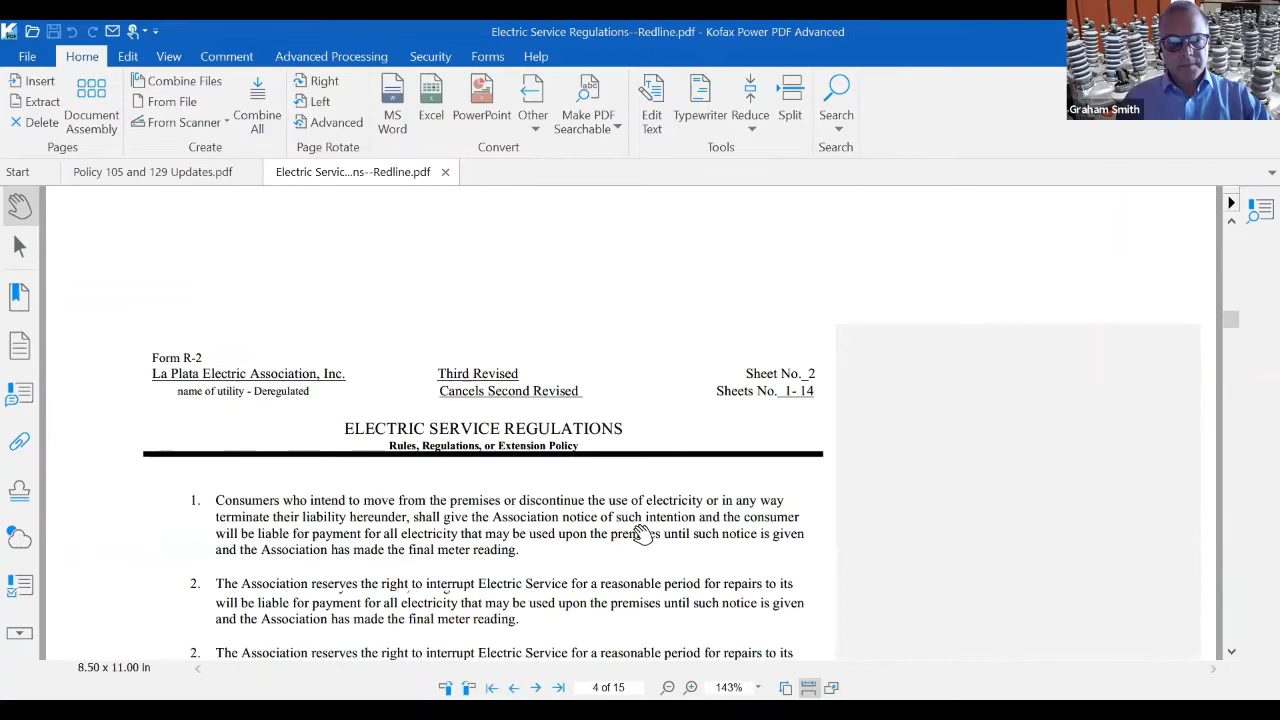 Electric Service Regulations--Redline.pdf - Kofax Power PDF Advanced
File Home Edit View Comment Advanced Processing Security Forms Help
Insert
Extract
Delete
Document Assembly
Pages
Combine Files
From File
From Scanner
Combine All
Create
Right
Left
Advanced
Page Rotate
MS Word
Excel
PowerPoint
Other
Make PDF Searchable
Convert
Edit Text
Typewriter
Reduce
Split
Tools
Search
Search
Graham Smith
Start Policy 105 and 129 Updates.pdf Electric Servic...ns--Redline.pdf
Form R-2
La Plata Electric Association, Inc. Third Revised Sheet No. 2
name of utility - Deregulated Cancels Second Revised Sheets No. 1- 14
ELECTRIC SERVICE REGULATIONS
Rules, Regulations, or Extension Policy
1. Consumers who intend to move from the premises or discontinue the use of electricity or in any way
terminate their liability hereunder, shall give the Association notice of such intention and the consumer
will be liable for payment for all electricity that may be used upon the premises until such notice is given
and the Association has made the final meter reading.
2. The Association reserves the right to interrupt Electric Service for a reasonable period for repairs to its
will be liable for payment for all electricity that may be used upon the premises until such notice is given
and the Association has made the final meter reading.
2. The Association reserves the right to interrupt Electric Service for a reasonable period for repairs to its
8.50 x 11.00 in
4 of 15 143%